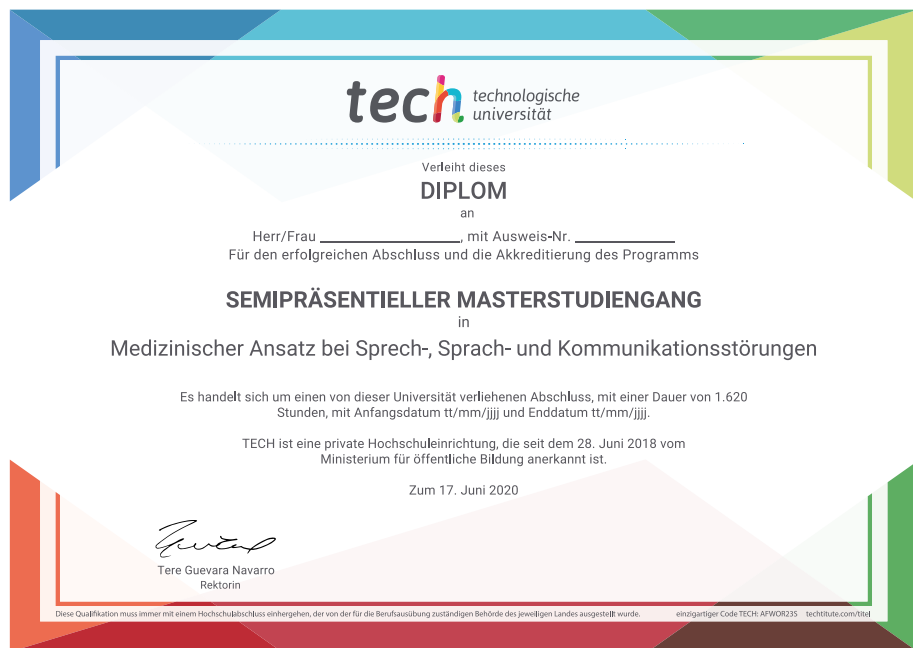 tech technologische
universität
Verleiht dieses
DIPLOM
an
Herr/Frau ____________________, mit Ausweis-Nr. __________________
Für den erfolgreichen Abschluss und die Akkreditierung des Programms
SEMIPRÄSENTIELLER MASTERSTUDIENGANG
in
Medizinischer Ansatz bei Sprech-, Sprach- und Kommunikationsstörungen
Es handelt sich um einen von dieser Universität verliehenen Abschluss, mit einer Dauer von 1.620
Stunden, mit Anfangsdatum tt/mm/jjjj und Enddatum tt/mm/jjjj.
TECH ist eine private Hochschuleinrichtung, die seit dem 28. Juni 2018 vom
Ministerium für öffentliche Bildung anerkannt ist.
Zum 17. Juni 2020
Tere Guevara Navarro
Rektorin
Diese Qualifikation muss immer mit einem Hochschulabschluss einhergehen, der von der für die Berufsausübung zuständigen Behörde des jeweiligen Landes ausgestellt wurde. einzigartiger Code TECH: AFWOR23S techtitute.com/titel